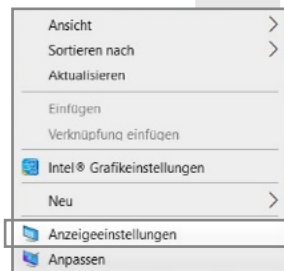 Ansicht
Sortieren nach
Aktualisieren
Einfügen
Verknüpfung einfügen
Intel® Grafikeinstellungen
Neu
Anzeigeeinstellungen
Anpassen